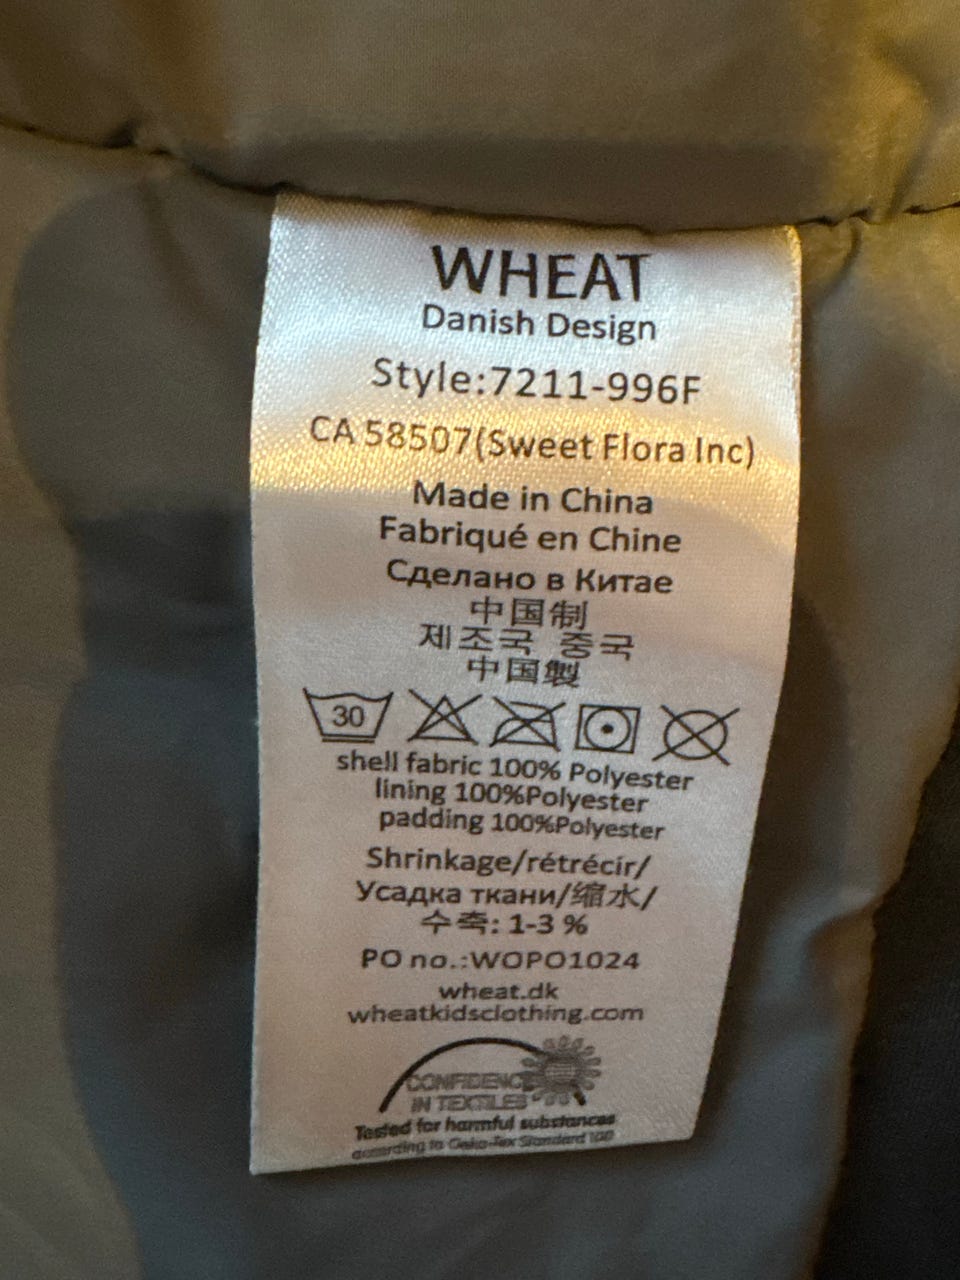 WHEAT
Danish Design
Style:7211-996F
CA 58507(Sweet Flora Inc)
Made in China
Fabriqué en Chine
Сделано в Китае
中国制
제조국 중국
中国製
30
shell fabric 100% Polyester
lining 100%Polyester
padding 100%Polyester
Shrinkage/rétrécir/
Усадка ткани/缩水/
수축: 1-3 %
PO no.:WOPO1024
wheat.dk
wheatkidsclothing.com
CONFIDENCE
IN TEXTILES
Tested for harmful substances
according to Oeko-Tex Standard 100